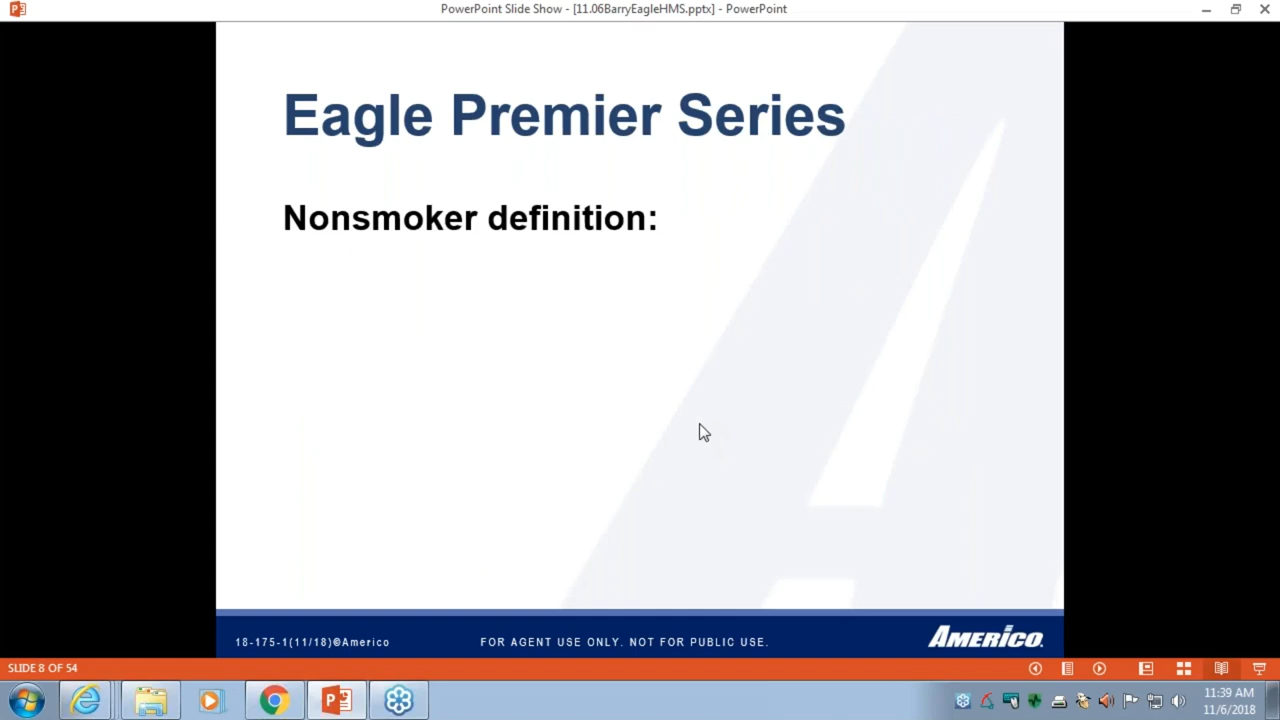 PowerPoint Slide Show - [11.06BarryEagleHMS.pptx] - PowerPoint
Eagle Premier Series
Nonsmoker definition:
18-175-1(11/18)©Americo
FOR AGENT USE ONLY. NOT FOR PUBLIC USE.
AMERICO.
SLIDE 8 OF 54
11:39 AM
11/6/2018